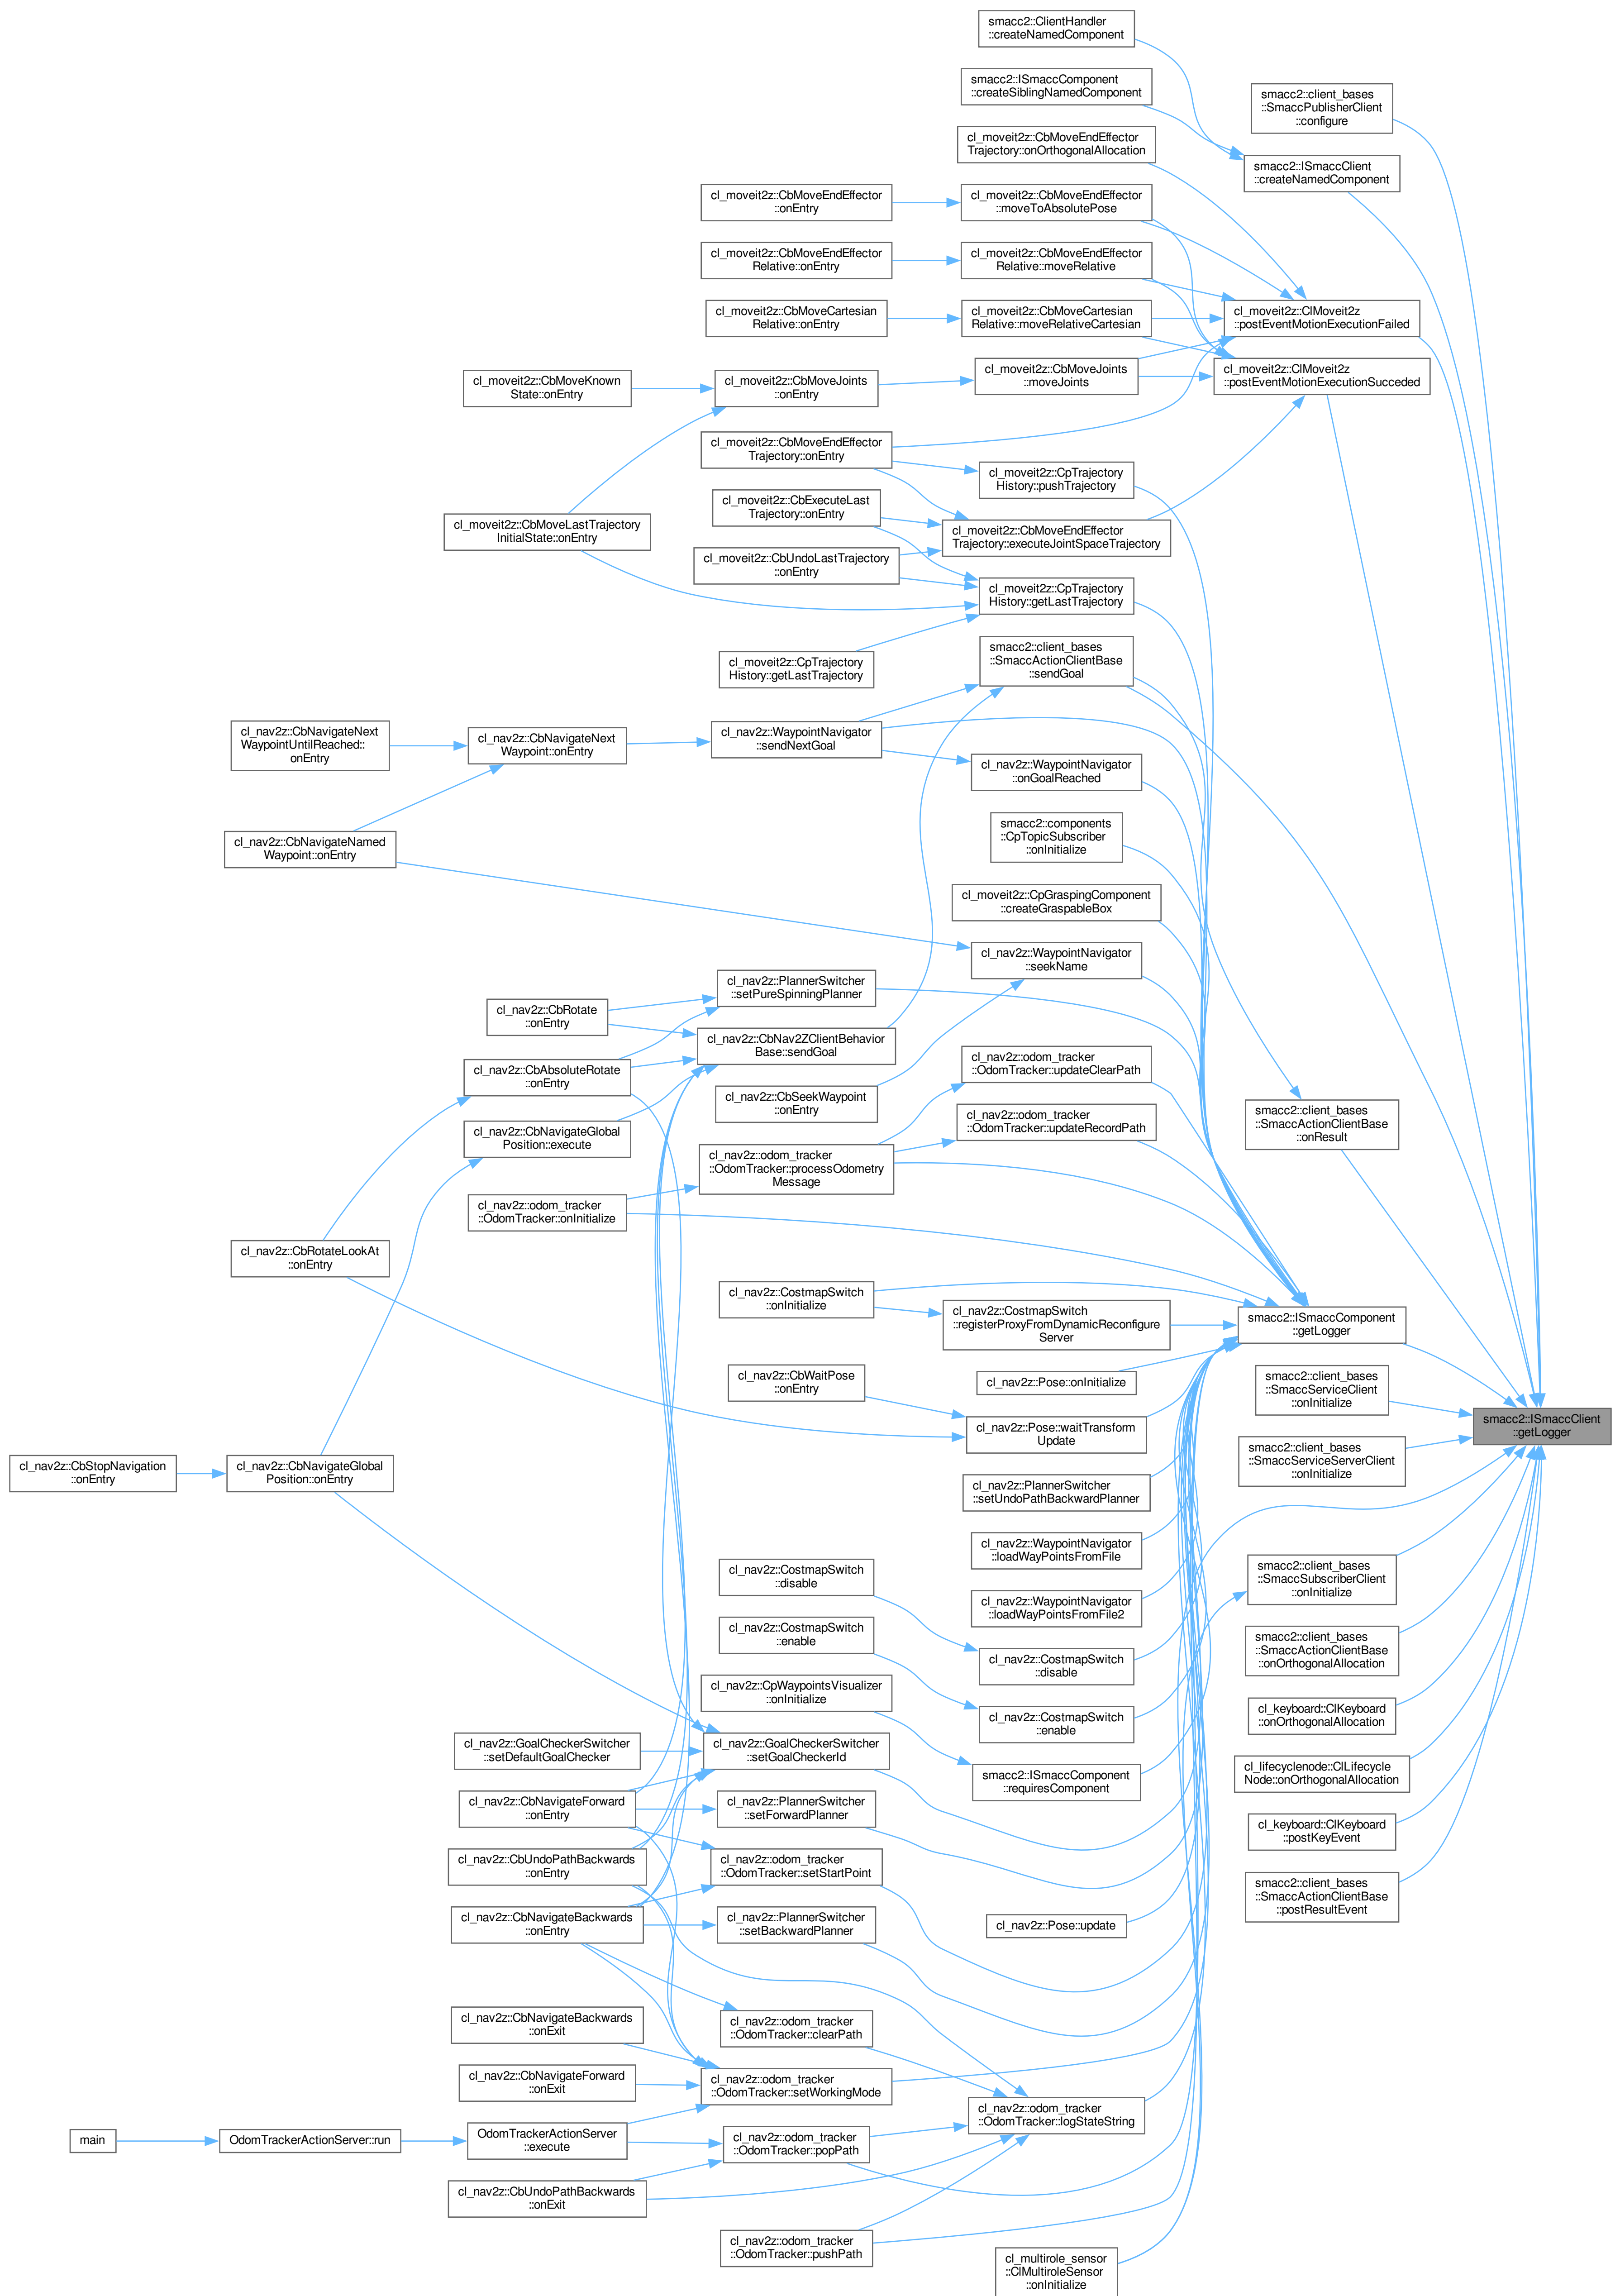 smacc2::ClientHandler
::createNamedComponent
smacc2::ISmaccComponent
::createSiblingNamedComponent
smacc2::client_bases
::SmaccPublisherClient
::configure
cl_moveit2z::CbMoveEndEffector
Trajectory::onOrthogonalAllocation
smacc2::ISmaccClient
::createNamedComponent
cl_moveit2z::CbMoveEndEffector
::onEntry
cl_moveit2z::CbMoveEndEffector
::moveToAbsolutePose
cl_moveit2z::CbMoveEndEffector
Relative::onEntry
cl_moveit2z::CbMoveEndEffector
Relative::moveRelative
cl_moveit2z::CbMoveCartesian
Relative::onEntry
cl_moveit2z::CbMoveCartesian
Relative::moveRelativeCartesian
cl_moveit2z::ClMoveit2z
::postEventMotionExecutionFailed
cl_moveit2z::CbMoveKnown
State::onEntry
cl_moveit2z::CbMoveJoints
::onEntry
cl_moveit2z::CbMoveJoints
::moveJoints
cl_moveit2z::ClMoveit2z
::postEventMotionExecutionSucceded
cl_moveit2z::CbMoveEndEffector
Trajectory::onEntry
cl_moveit2z::CpTrajectory
History::pushTrajectory
cl_moveit2z::CbExecuteLast
Trajectory::onEntry
cl_moveit2z::CbMoveLastTrajectory
InitialState::onEntry
cl_moveit2z::CbMoveEndEffector
Trajectory::executeJointSpaceTrajectory
cl_moveit2z::CbUndoLastTrajectory
::onEntry
cl_moveit2z::CpTrajectory
History::getLastTrajectory
cl_moveit2z::CpTrajectory
History::getLastTrajectory
smacc2::client_bases
::SmaccActionClientBase
::sendGoal
cl_nav2z::CbNavigateNext
WaypointUntilReached::
onEntry
cl_nav2z::CbNavigateNext
Waypoint::onEntry
cl_nav2z::WaypointNavigator
::sendNextGoal
cl_nav2z::WaypointNavigator
::onGoalReached
cl_nav2z::CbNavigateNamed
Waypoint::onEntry
smacc2::components
::CpTopicSubscriber
::onInitialize
cl_moveit2z::CpGraspingComponent
::createGraspableBox
cl_nav2z::WaypointNavigator
::seekName
cl_nav2z::PlannerSwitcher
::setPureSpinningPlanner
cl_nav2z::CbRotate
::onEntry
cl_nav2z::CbNav2ZClientBehavior
Base::sendGoal
cl_nav2z::CbAbsoluteRotate
::onEntry
cl_nav2z::odom_tracker
::OdomTracker::updateClearPath
cl_nav2z::CbSeekWaypoint
::onEntry
cl_nav2z::odom_tracker
::OdomTracker::updateRecordPath
smacc2::client_bases
::SmaccActionClientBase
::onResult
cl_nav2z::CbNavigateGlobal
Position::execute
cl_nav2z::odom_tracker
::OdomTracker::processOdometry
Message
cl_nav2z::odom_tracker
::OdomTracker::onInitialize
cl_nav2z::CbRotateLookAt
::onEntry
cl_nav2z::CostmapSwitch
::onInitialize
cl_nav2z::CostmapSwitch
::registerProxyFromDynamicReconfigure
Server
smacc2::ISmaccComponent
::getLogger
cl_nav2z::CbWaitPose
::onEntry
cl_nav2z::Pose::onInitialize
smacc2::client_bases
::SmaccServiceClient
::onInitialize
cl_nav2z::Pose::waitTransform
Update
smacc2::ISmaccClient
::getLogger
smacc2::client_bases
::SmaccServiceServerClient
::onInitialize
cl_nav2z::CbStopNavigation
::onEntry
cl_nav2z::CbNavigateGlobal
Position::onEntry
cl_nav2z::PlannerSwitcher
::setUndoPathBackwardPlanner
cl_nav2z::WaypointNavigator
::loadWayPointsFromFile
smacc2::client_bases
::SmaccSubscriberClient
::onInitialize
cl_nav2z::CostmapSwitch
::disable
cl_nav2z::WaypointNavigator
::loadWayPointsFromFile2
cl_nav2z::CostmapSwitch
::enable
cl_nav2z::CostmapSwitch
::disable
smacc2::client_bases
::SmaccActionClientBase
::onOrthogonalAllocation
cl_nav2z::CpWaypointsVisualizer
::onInitialize
cl_nav2z::CostmapSwitch
::enable
cl_keyboard::ClKeyboard
::onOrthogonalAllocation
cl_nav2z::GoalCheckerSwitcher
::setDefaultGoalChecker
cl_nav2z::GoalCheckerSwitcher
::setGoalCheckerId
smacc2::ISmaccComponent
::requiresComponent
cl_lifecyclenode::ClLifecycle
Node::onOrthogonalAllocation
cl_nav2z::CbNavigateForward
::onEntry
cl_nav2z::PlannerSwitcher
::setForwardPlanner
cl_keyboard::ClKeyboard
::postKeyEvent
cl_nav2z::CbUndoPathBackwards
::onEntry
cl_nav2z::odom_tracker
::OdomTracker::setStartPoint
smacc2::client_bases
::SmaccActionClientBase
::postResultEvent
cl_nav2z::CbNavigateBackwards
::onEntry
cl_nav2z::PlannerSwitcher
::setBackwardPlanner
cl_nav2z::Pose::update
cl_nav2z::CbNavigateBackwards
::onExit
cl_nav2z::odom_tracker
::OdomTracker::clearPath
cl_nav2z::CbNavigateForward
::onExit
cl_nav2z::odom_tracker
::OdomTracker::setWorkingMode
cl_nav2z::odom_tracker
::OdomTracker::logStateString
main
OdomTrackerActionServer::run
OdomTrackerActionServer
::execute
cl_nav2z::odom_tracker
::OdomTracker::popPath
cl_nav2z::CbUndoPathBackwards
::onExit
cl_nav2z::odom_tracker
::OdomTracker::pushPath
cl_multirole_sensor
::ClMultiroleSensor
::onInitialize